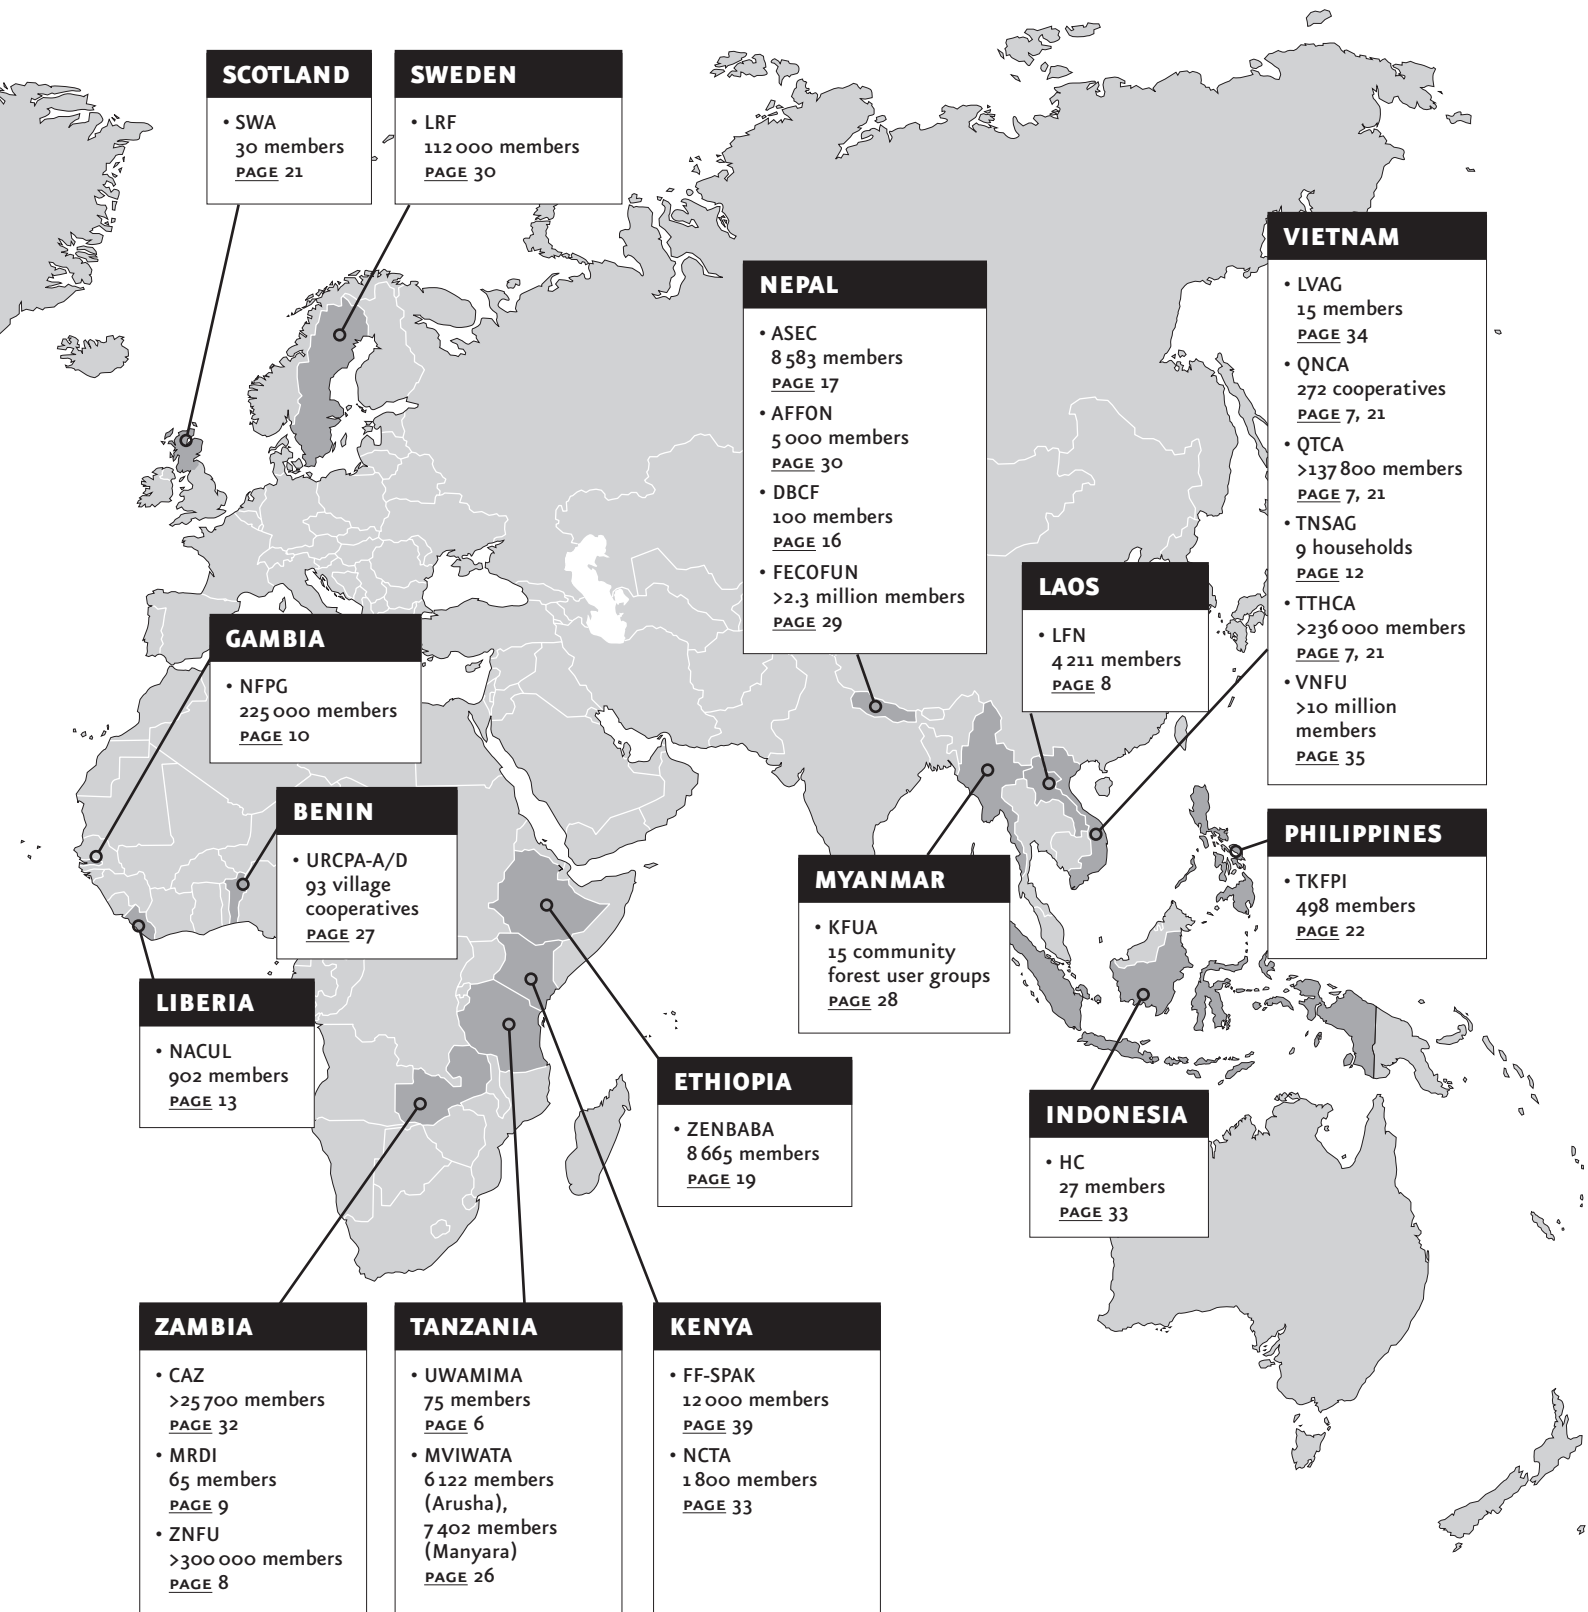 SCOTLAND
• SWA
30 members
PAGE 21
SWEDEN
• LRF
112 000 members
PAGE 30
VIETNAM
• LVAG
15 members
PAGE 34
• QNCA
272 cooperatives
PAGE 7, 21
• QTCA
>137 800 members
PAGE 7, 21
• TNSAG
9 households
PAGE 12
• TTHCA
>236 000 members
PAGE 7, 21
• VNFU
>10 million
members
PAGE 35
NEPAL
• ASEC
8 583 members
PAGE 17
• AFFON
5 000 members
PAGE 30
• DBCF
100 members
PAGE 16
• FECOFUN
>2.3 million members
PAGE 29
LAOS
• LFN
4 211 members
PAGE 8
GAMBIA
• NFPG
225 000 members
PAGE 10
BENIN
• URCPA-A/D
93 village
cooperatives
PAGE 27
PHILIPPINES
• TKFPI
498 members
PAGE 22
MYANMAR
• KFUA
15 community
forest user groups
PAGE 28
LIBERIA
• NACUL
902 members
PAGE 13
ETHIOPIA
• ZENBABA
8 665 members
PAGE 19
INDONESIA
• HC
27 members
PAGE 33
ZAMBIA
• CAZ
>25 700 members
PAGE 32
• MRDI
65 members
PAGE 9
• ZNFU
>300 000 members
PAGE 8
TANZANIA
• UWAMIMA
75 members
PAGE 6
• MVIWATA
6 122 members
(Arusha),
7 402 members
(Manyara)
PAGE 26
KENYA
• FF-SPAK
12 000 members
PAGE 39
• NCTA
1 800 members
PAGE 33